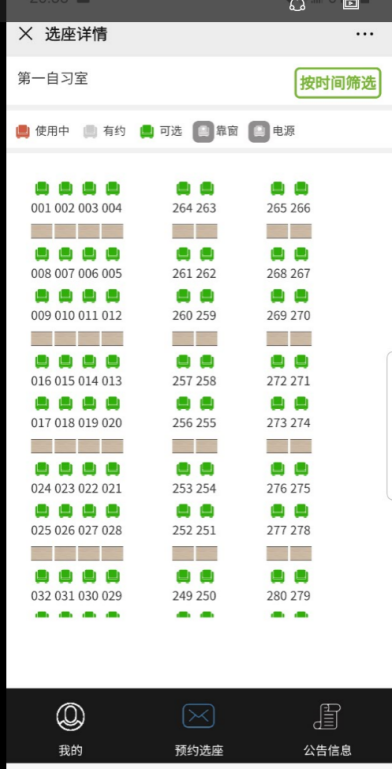 选座详情
第一自习室
按时间筛选
使用中 有约 可选 靠窗 电源
001 002 003 004 264 263 265 266
008 007 006 005 261 262 268 267
009 010 011 012 260 259 269 270
016 015 014 013 257 258 272 271
017 018 019 020 256 255 273 274
024 023 022 021 253 254 276 275
025 026 027 028 252 251 277 278
032 031 030 029 249 250 280 279
我的 预约选座 公告信息